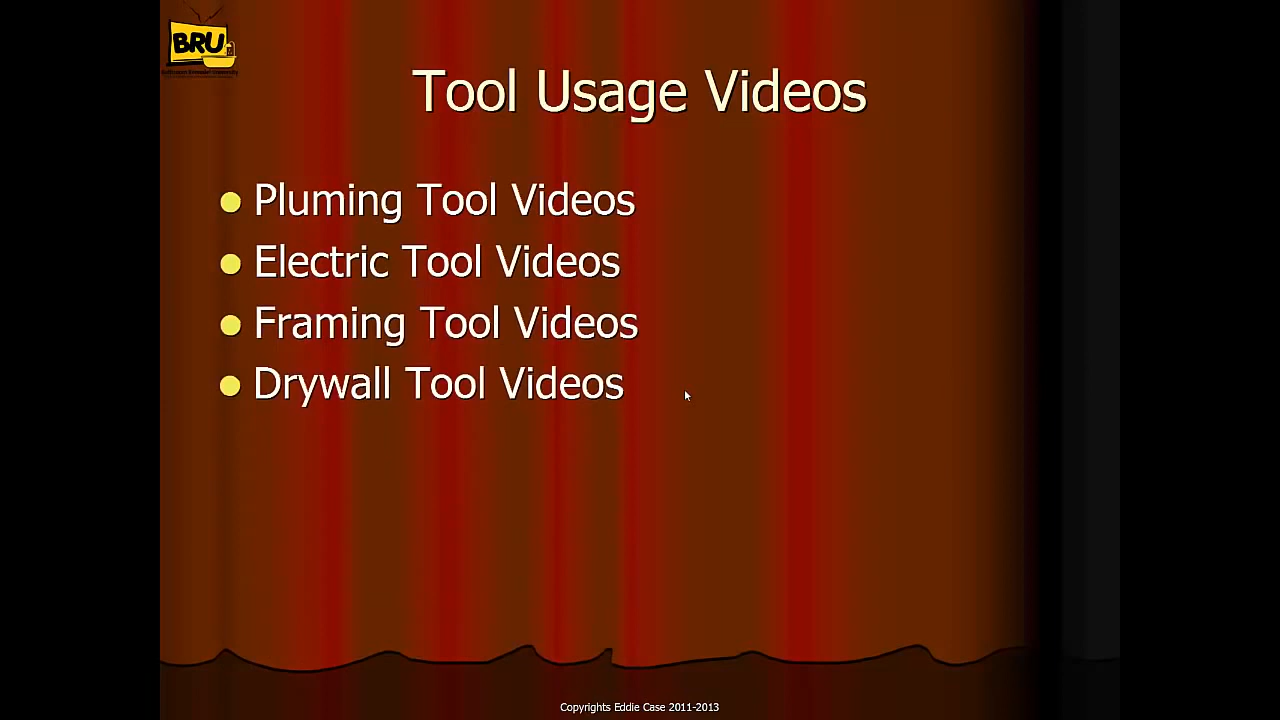 BRU
Tool Usage Videos
Pluming Tool Videos
Electric Tool Videos
Framing Tool Videos
Drywall Tool Videos
Copyrights Eddie Case 2011-2013